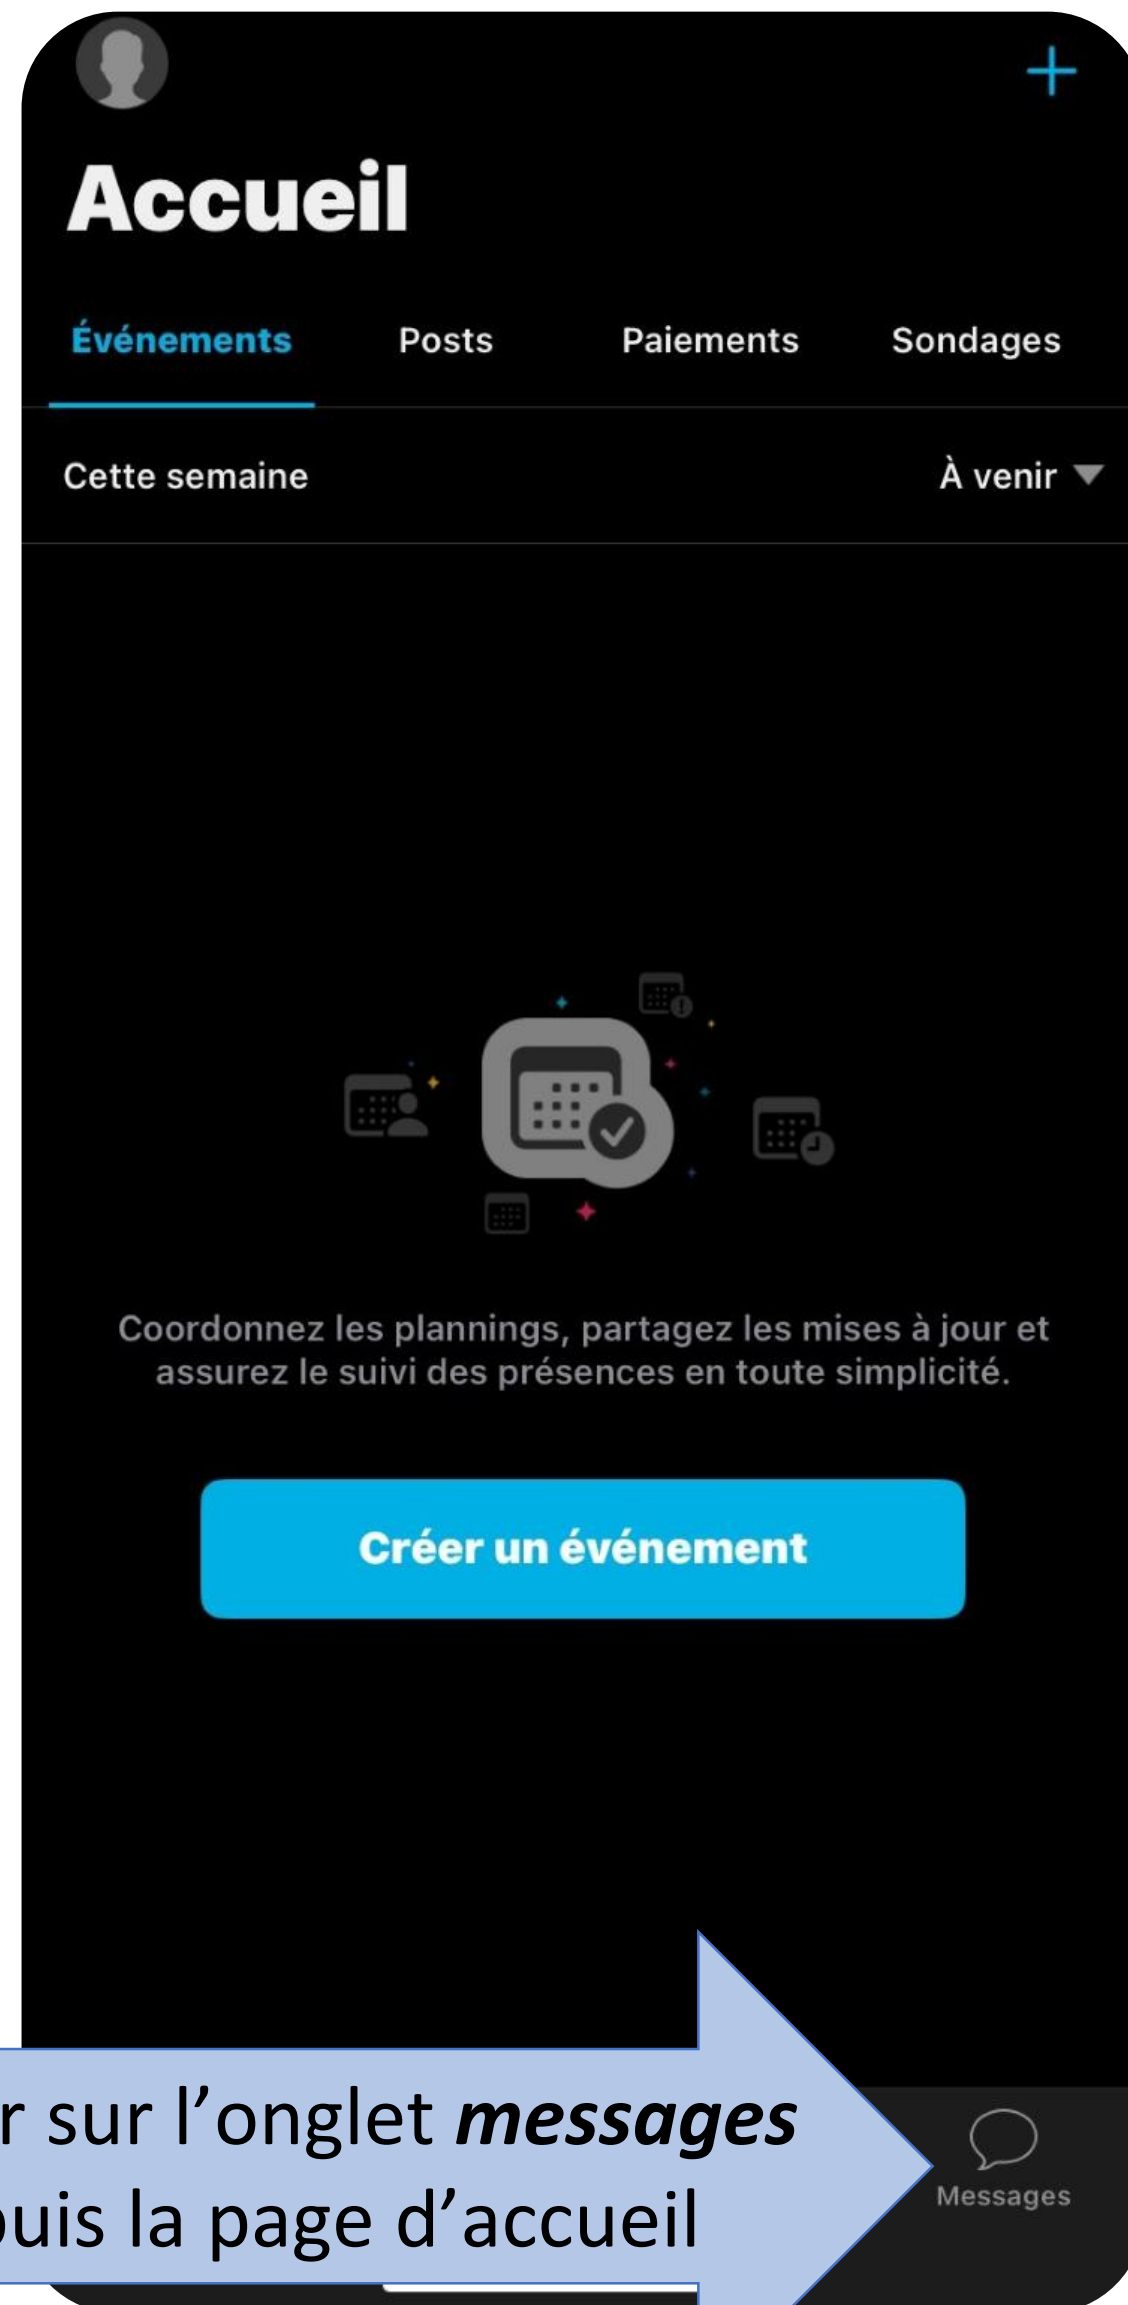 Accueil
Événements Posts Paiements Sondages
Cette semaine À venir
Coordonnez les plannings, partagez les mises à jour et
assurez le suivi des présences en toute simplicité.
Créer un événement
sur l’onglet messages
la page d’accueil
Messages